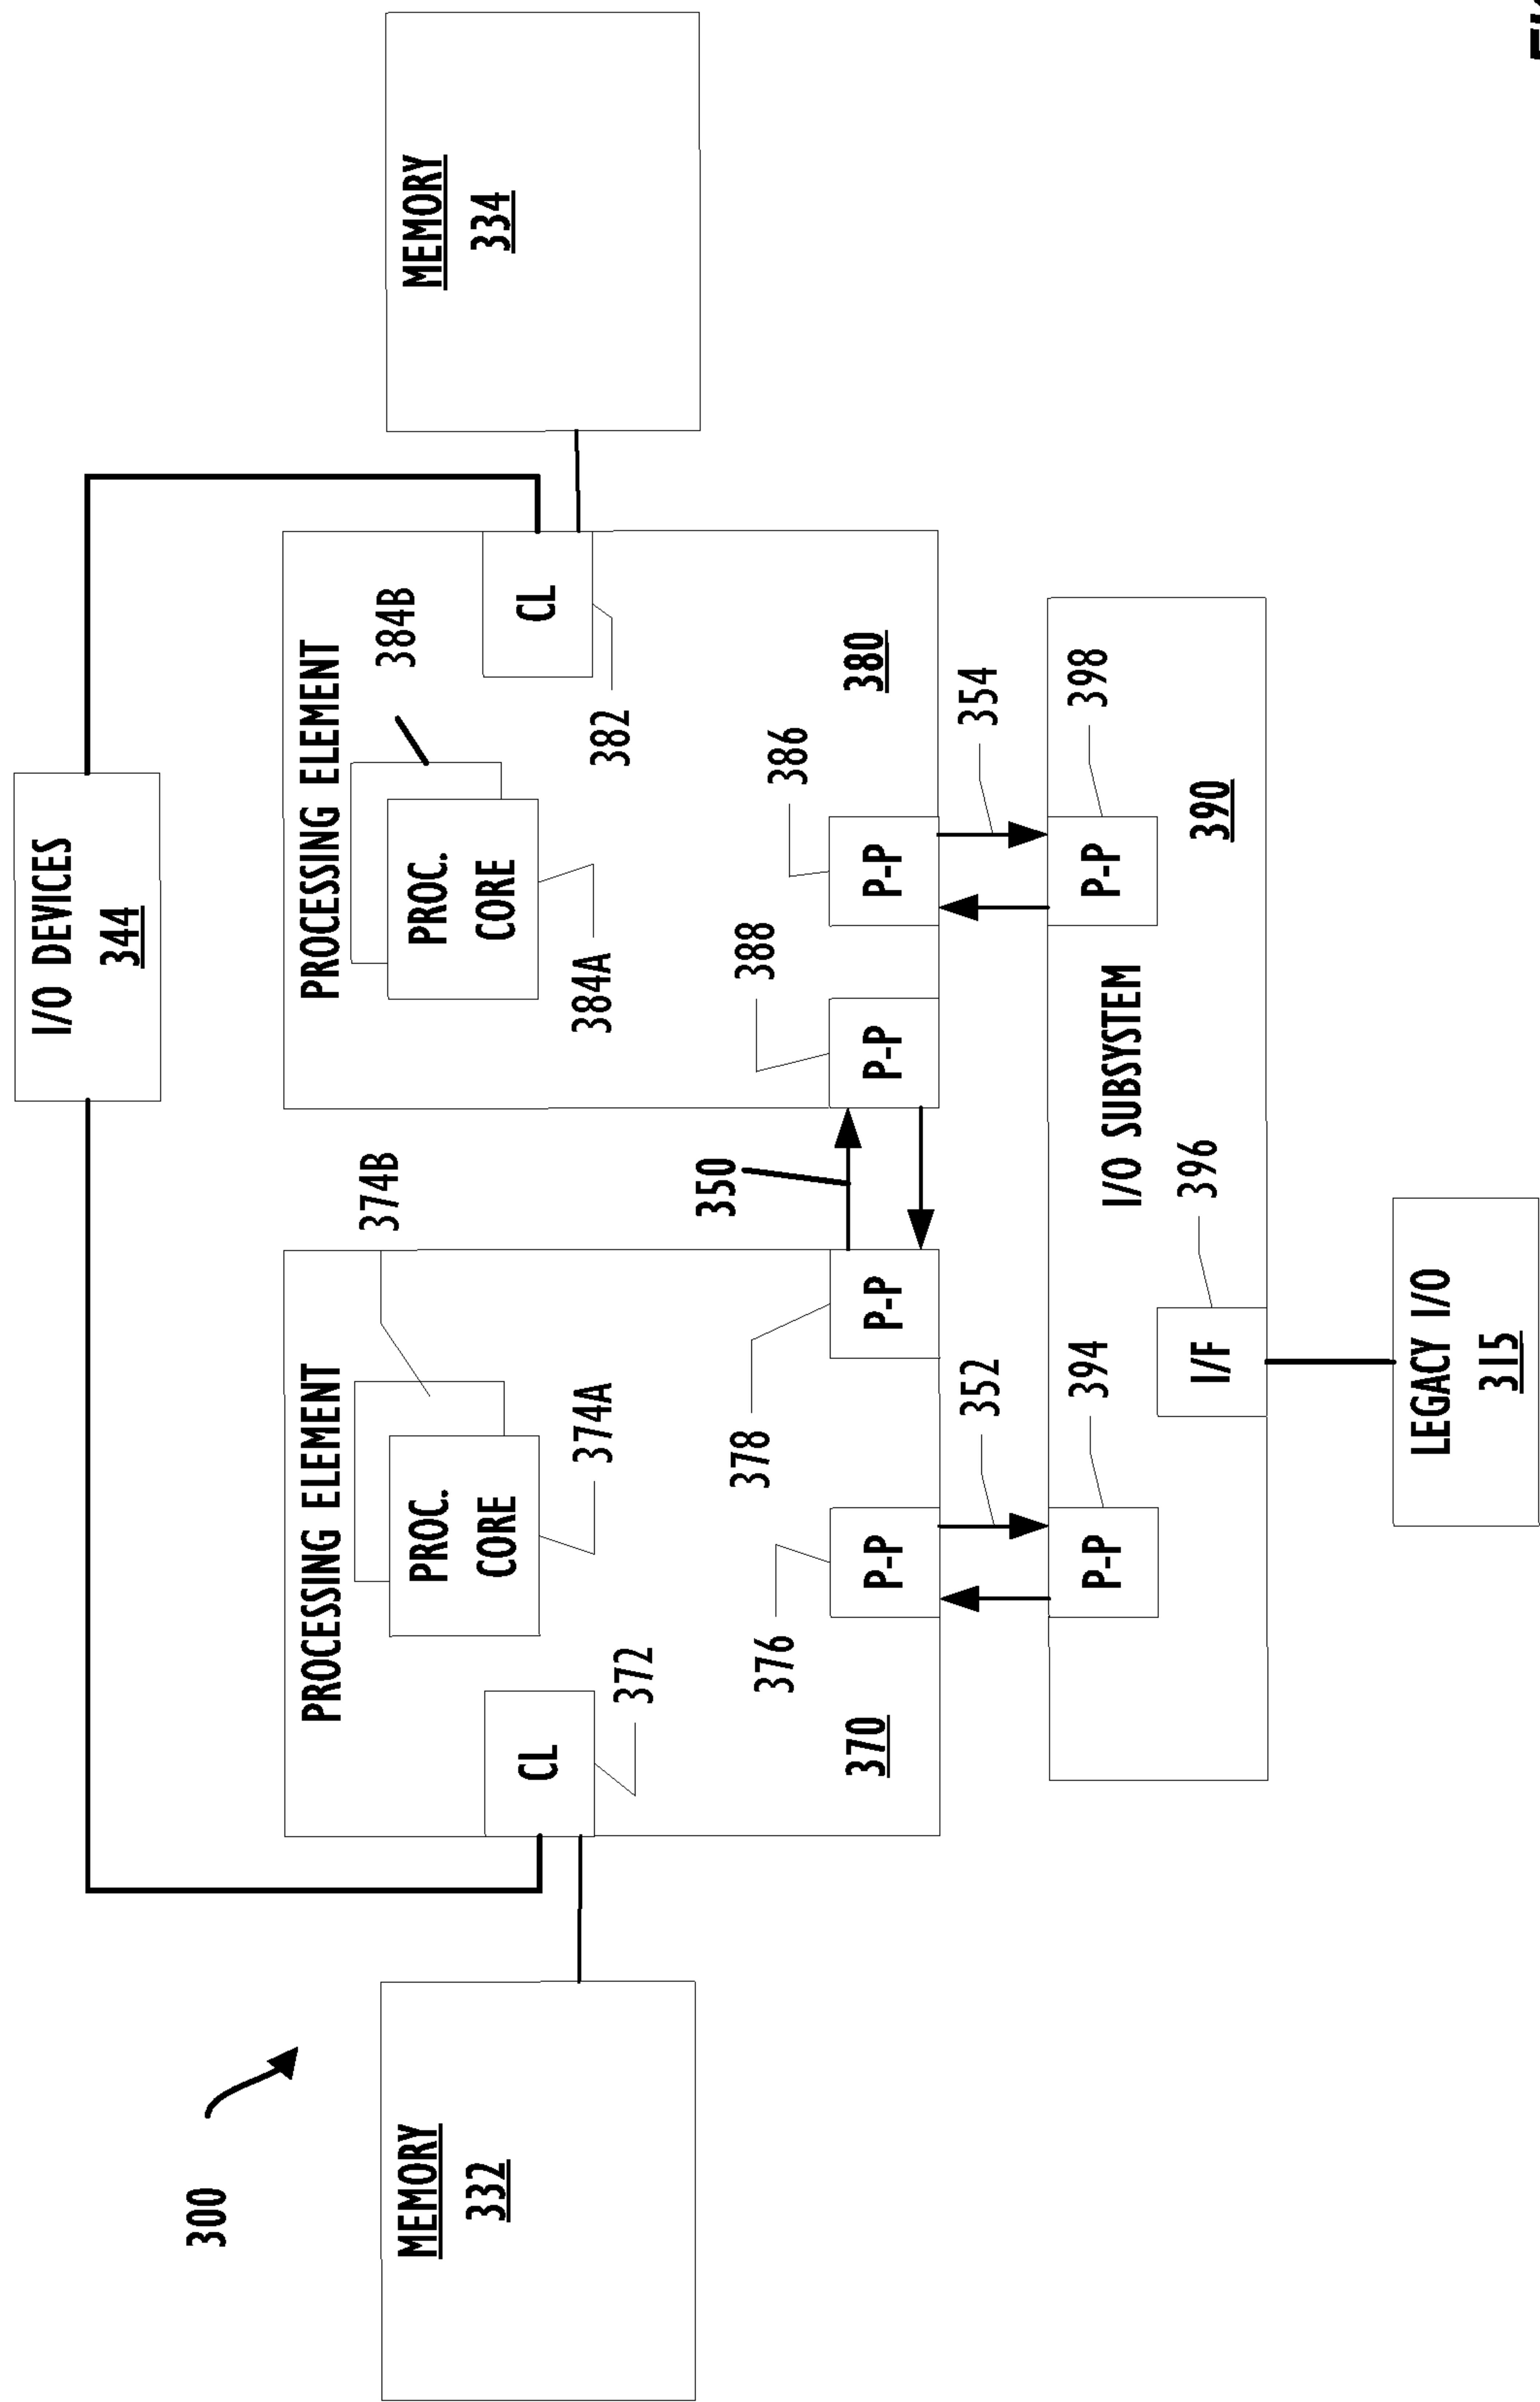 I/O DEVICES
344
300
PROCESSING ELEMENT
PROCESSING ELEMENT
374B
384B
MEMORY
332
PROC.
CORE
PROC.
CORE
MEMORY
334
CL
CL
372
374A
384A
382
350
376
378
388
386
370
P-P
P-P
P-P
P-P
380
352
354
394
398
P-P
I/O SUBSYSTEM
P-P
396
I/F
390
LEGACY I/O
315